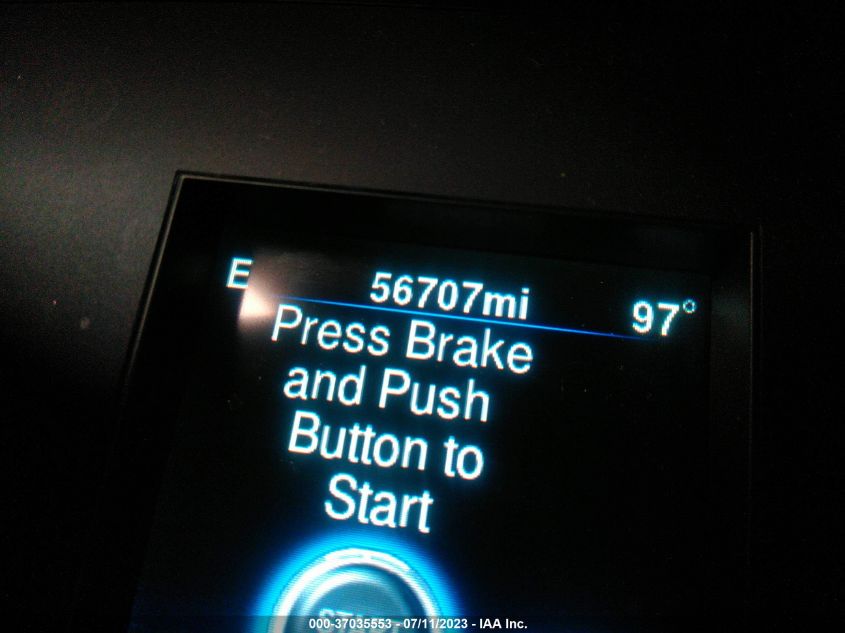 E 56707mi 97°
Press Brake
and Push
Button to
Start
000-37035553 - 07/11/2023 - IAA Inc.